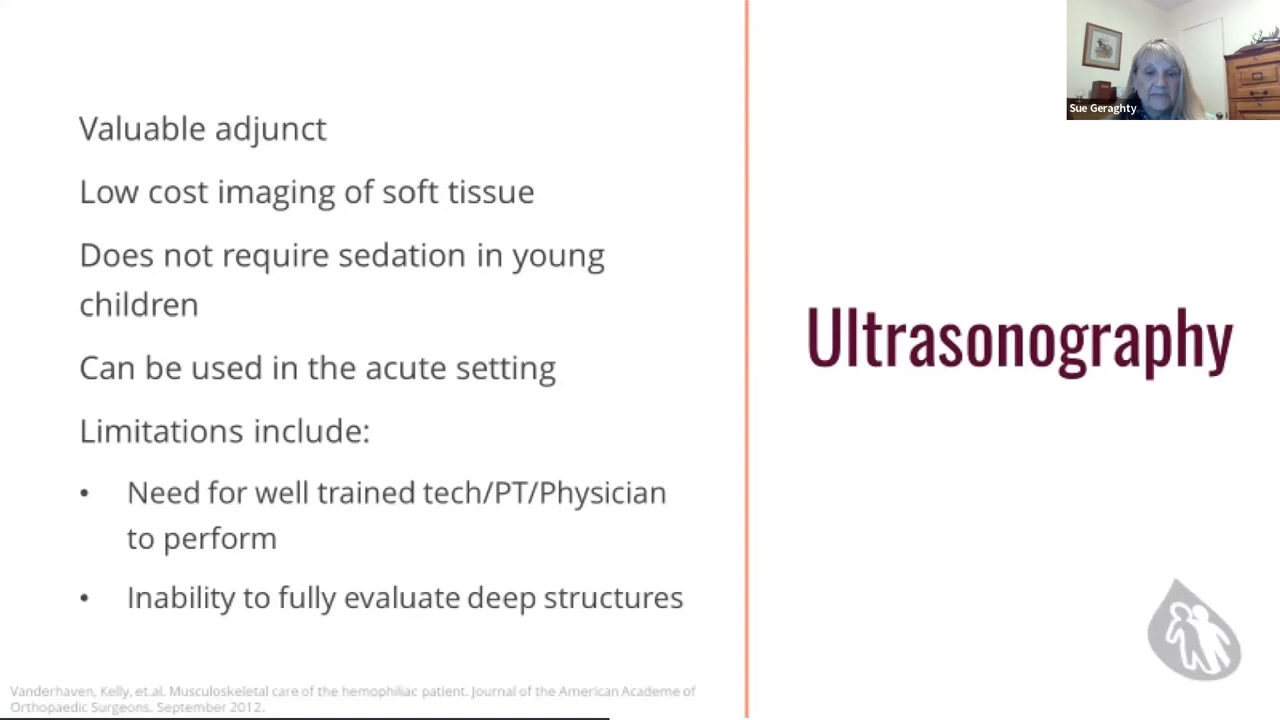 Valuable adjunct
Low cost imaging of soft tissue
Does not require sedation in young
children
Can be used in the acute setting
Limitations include:
• Need for well trained tech/PT/Physician
to perform
• Inability to fully evaluate deep structures
Vanderhaven, Kelly, et.al. Musculoskeletal care of the hemophiliac patient. Journal of the American Academe of
Orthopaedic Surgeons. September 2012.
Ultrasonography
Sue Geraghty